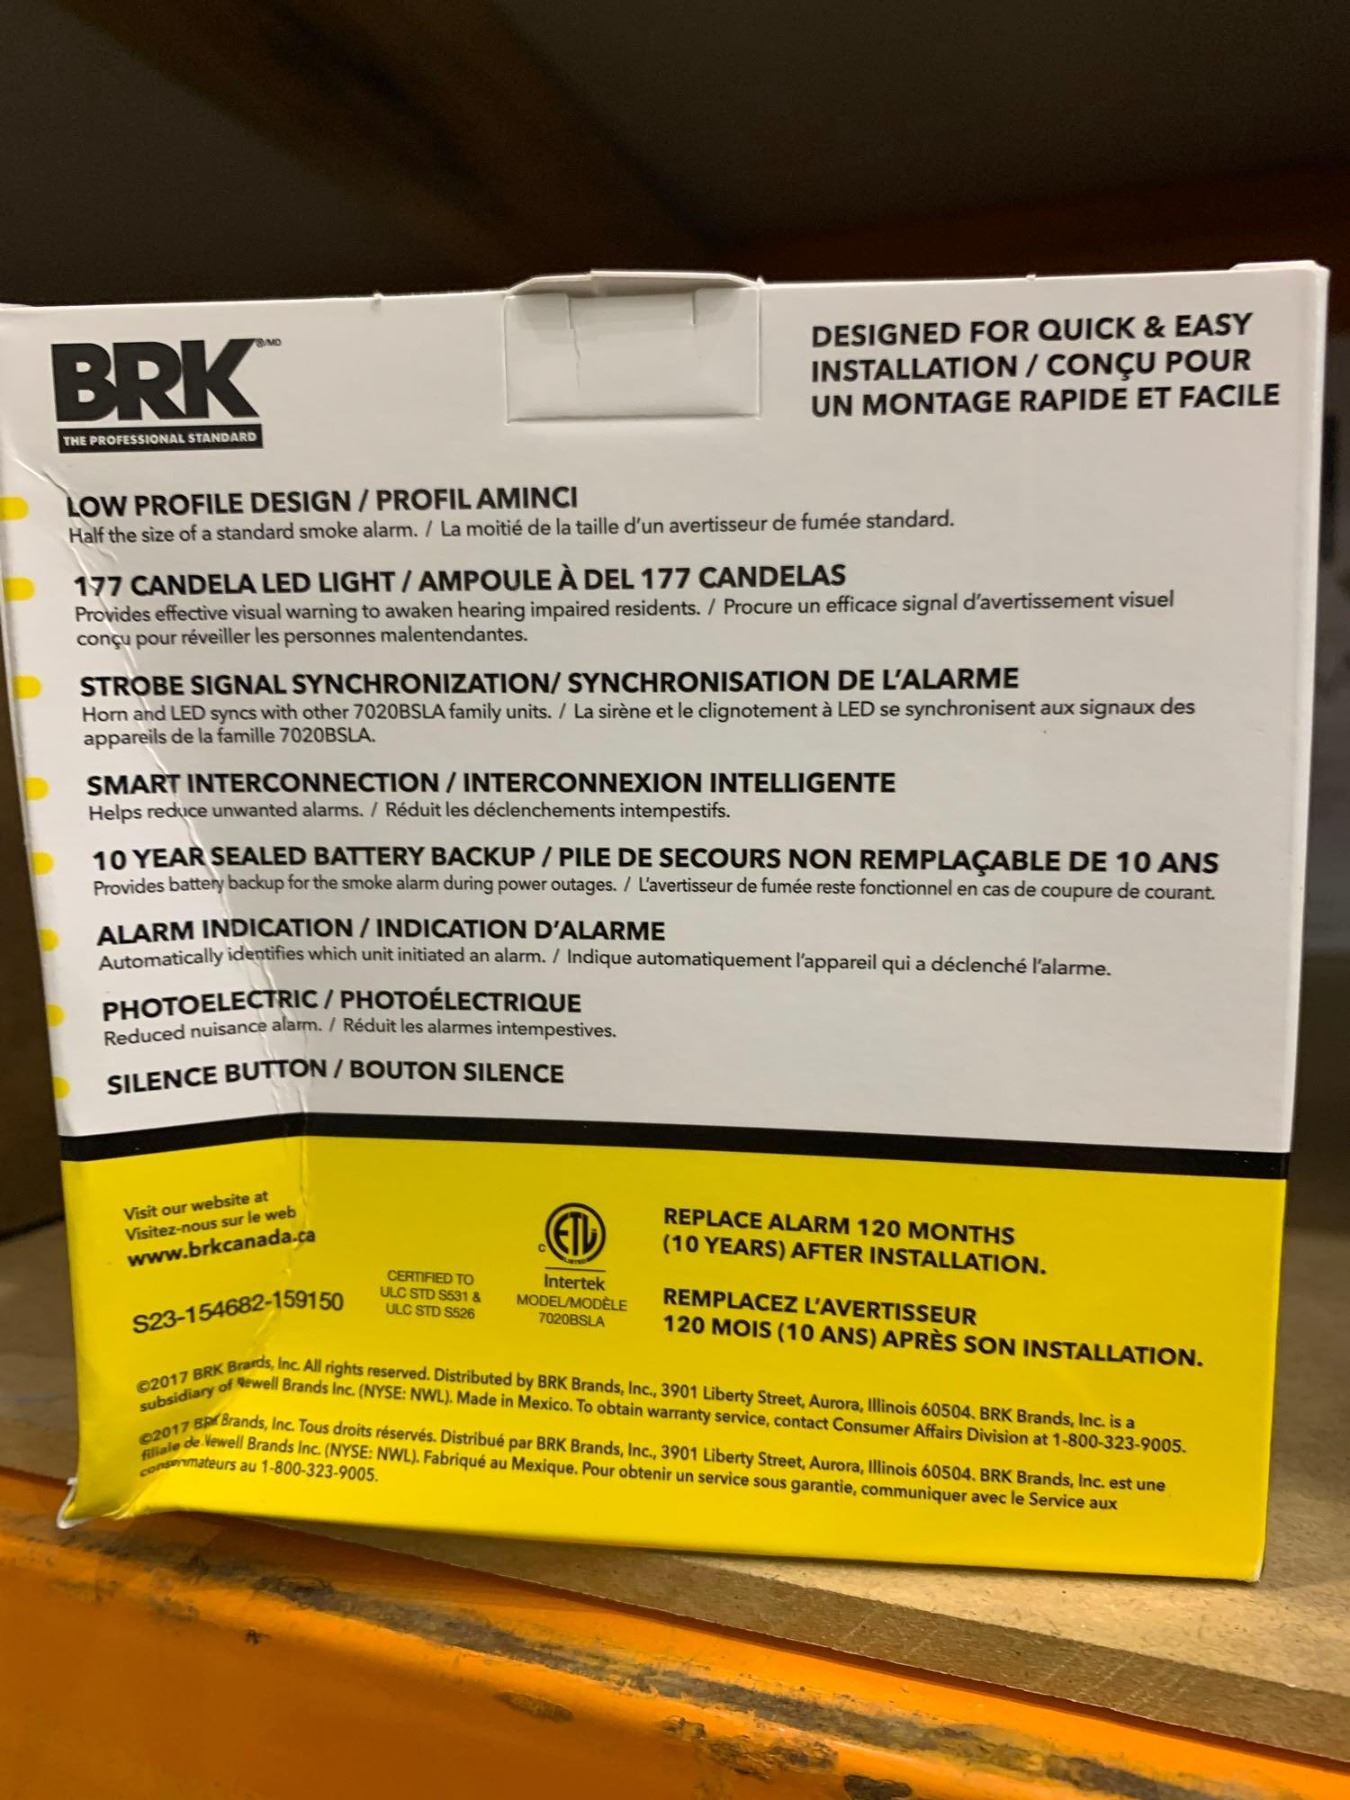 BRK ®/MD
THE PROFESSIONAL STANDARD
DESIGNED FOR QUICK & EASY
INSTALLATION / CONÇU POUR
UN MONTAGE RAPIDE ET FACILE
LOW PROFILE DESIGN / PROFIL AMINCI
Half the size of a standard smoke alarm. / La moitié de la taille d'un avertisseur de fumée standard.
177 CANDELA LED LIGHT / AMPOULE À DEL 177 CANDELAS
Provides effective visual warning to awaken hearing impaired residents. / Procure un efficace signal d'avertissement visuel
conçu pour réveiller les personnes malentendantes.
STROBE SIGNAL SYNCHRONIZATION/ SYNCHRONISATION DE L'ALARME
Horn and LED syncs with other 7020BSLA family units. / La sirène et le clignotement à LED se synchronisent aux signaux des
appareils de la famille 7020BSLA.
SMART INTERCONNECTION / INTERCONNEXION INTELLIGENTE
Helps reduce unwanted alarms. / Réduit les déclenchements intempestifs.
10 YEAR SEALED BATTERY BACKUP / PILE DE SECOURS NON REMPLAÇABLE DE 10 ANS
Provides battery backup for the smoke alarm during power outages. / L'avertisseur de fumée reste fonctionnel en cas de coupure de courant.
ALARM INDICATION / INDICATION D'ALARME
Automatically identifies which unit initiated an alarm. / Indique automatiquement l'appareil qui a déclenché l'alarme.
PHOTOELECTRIC / PHOTOÉLECTRIQUE
Reduced nuisance alarm. / Réduit les alarmes intempestives.
SILENCE BUTTON / BOUTON SILENCE
Visit our website at
Visitez-nous sur le web
www.brkcanada.ca
S23-154682-159150
CERTIFIED TO
ULC STD S531 &
ULC STD S526
C ETL
Intertek
MODEL/MODÈLE
7020BSLA
REPLACE ALARM 120 MONTHS
(10 YEARS) AFTER INSTALLATION.
REMPLACEZ L'AVERTISSEUR
120 MOIS (10 ANS) APRÈS SON INSTALLATION.
©2017 BRK Brands, Inc. All rights reserved. Distributed by BRK Brands, Inc., 3901 Liberty Street, Aurora, Illinois 60504. BRK Brands, Inc. is a
subsidiary of Newell Brands Inc. (NYSE: NWL). Made in Mexico. To obtain warranty service, contact Consumer Affairs Division at 1-800-323-9005.
©2017 BRK Brands, Inc. Tous droits réservés. Distribué par BRK Brands, Inc., 3901 Liberty Street, Aurora, Illinois 60504. BRK Brands, Inc. est une
filiale de Newell Brands Inc. (NYSE: NWL). Fabriqué au Mexique. Pour obtenir un service sous garantie, communiquer avec le Service aux
consommateurs au 1-800-323-9005.